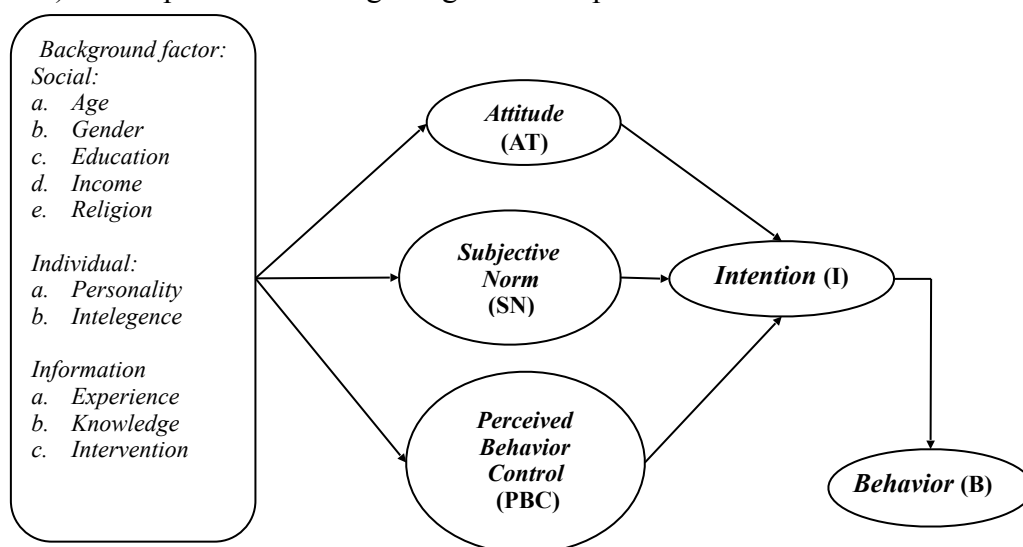 Background factor:
Social:
a. Age
b. Gender
c. Education
d. Income
e. Religion
Individual:
a. Personality
b. Intelegence
Information
a. Experience
b. Knowledge
c. Intervention
Attitude
(AT)
Subjective
Norm
(SN)
Perceived
Behavior
Control
(PBC)
Intention (I)
Behavior (B)